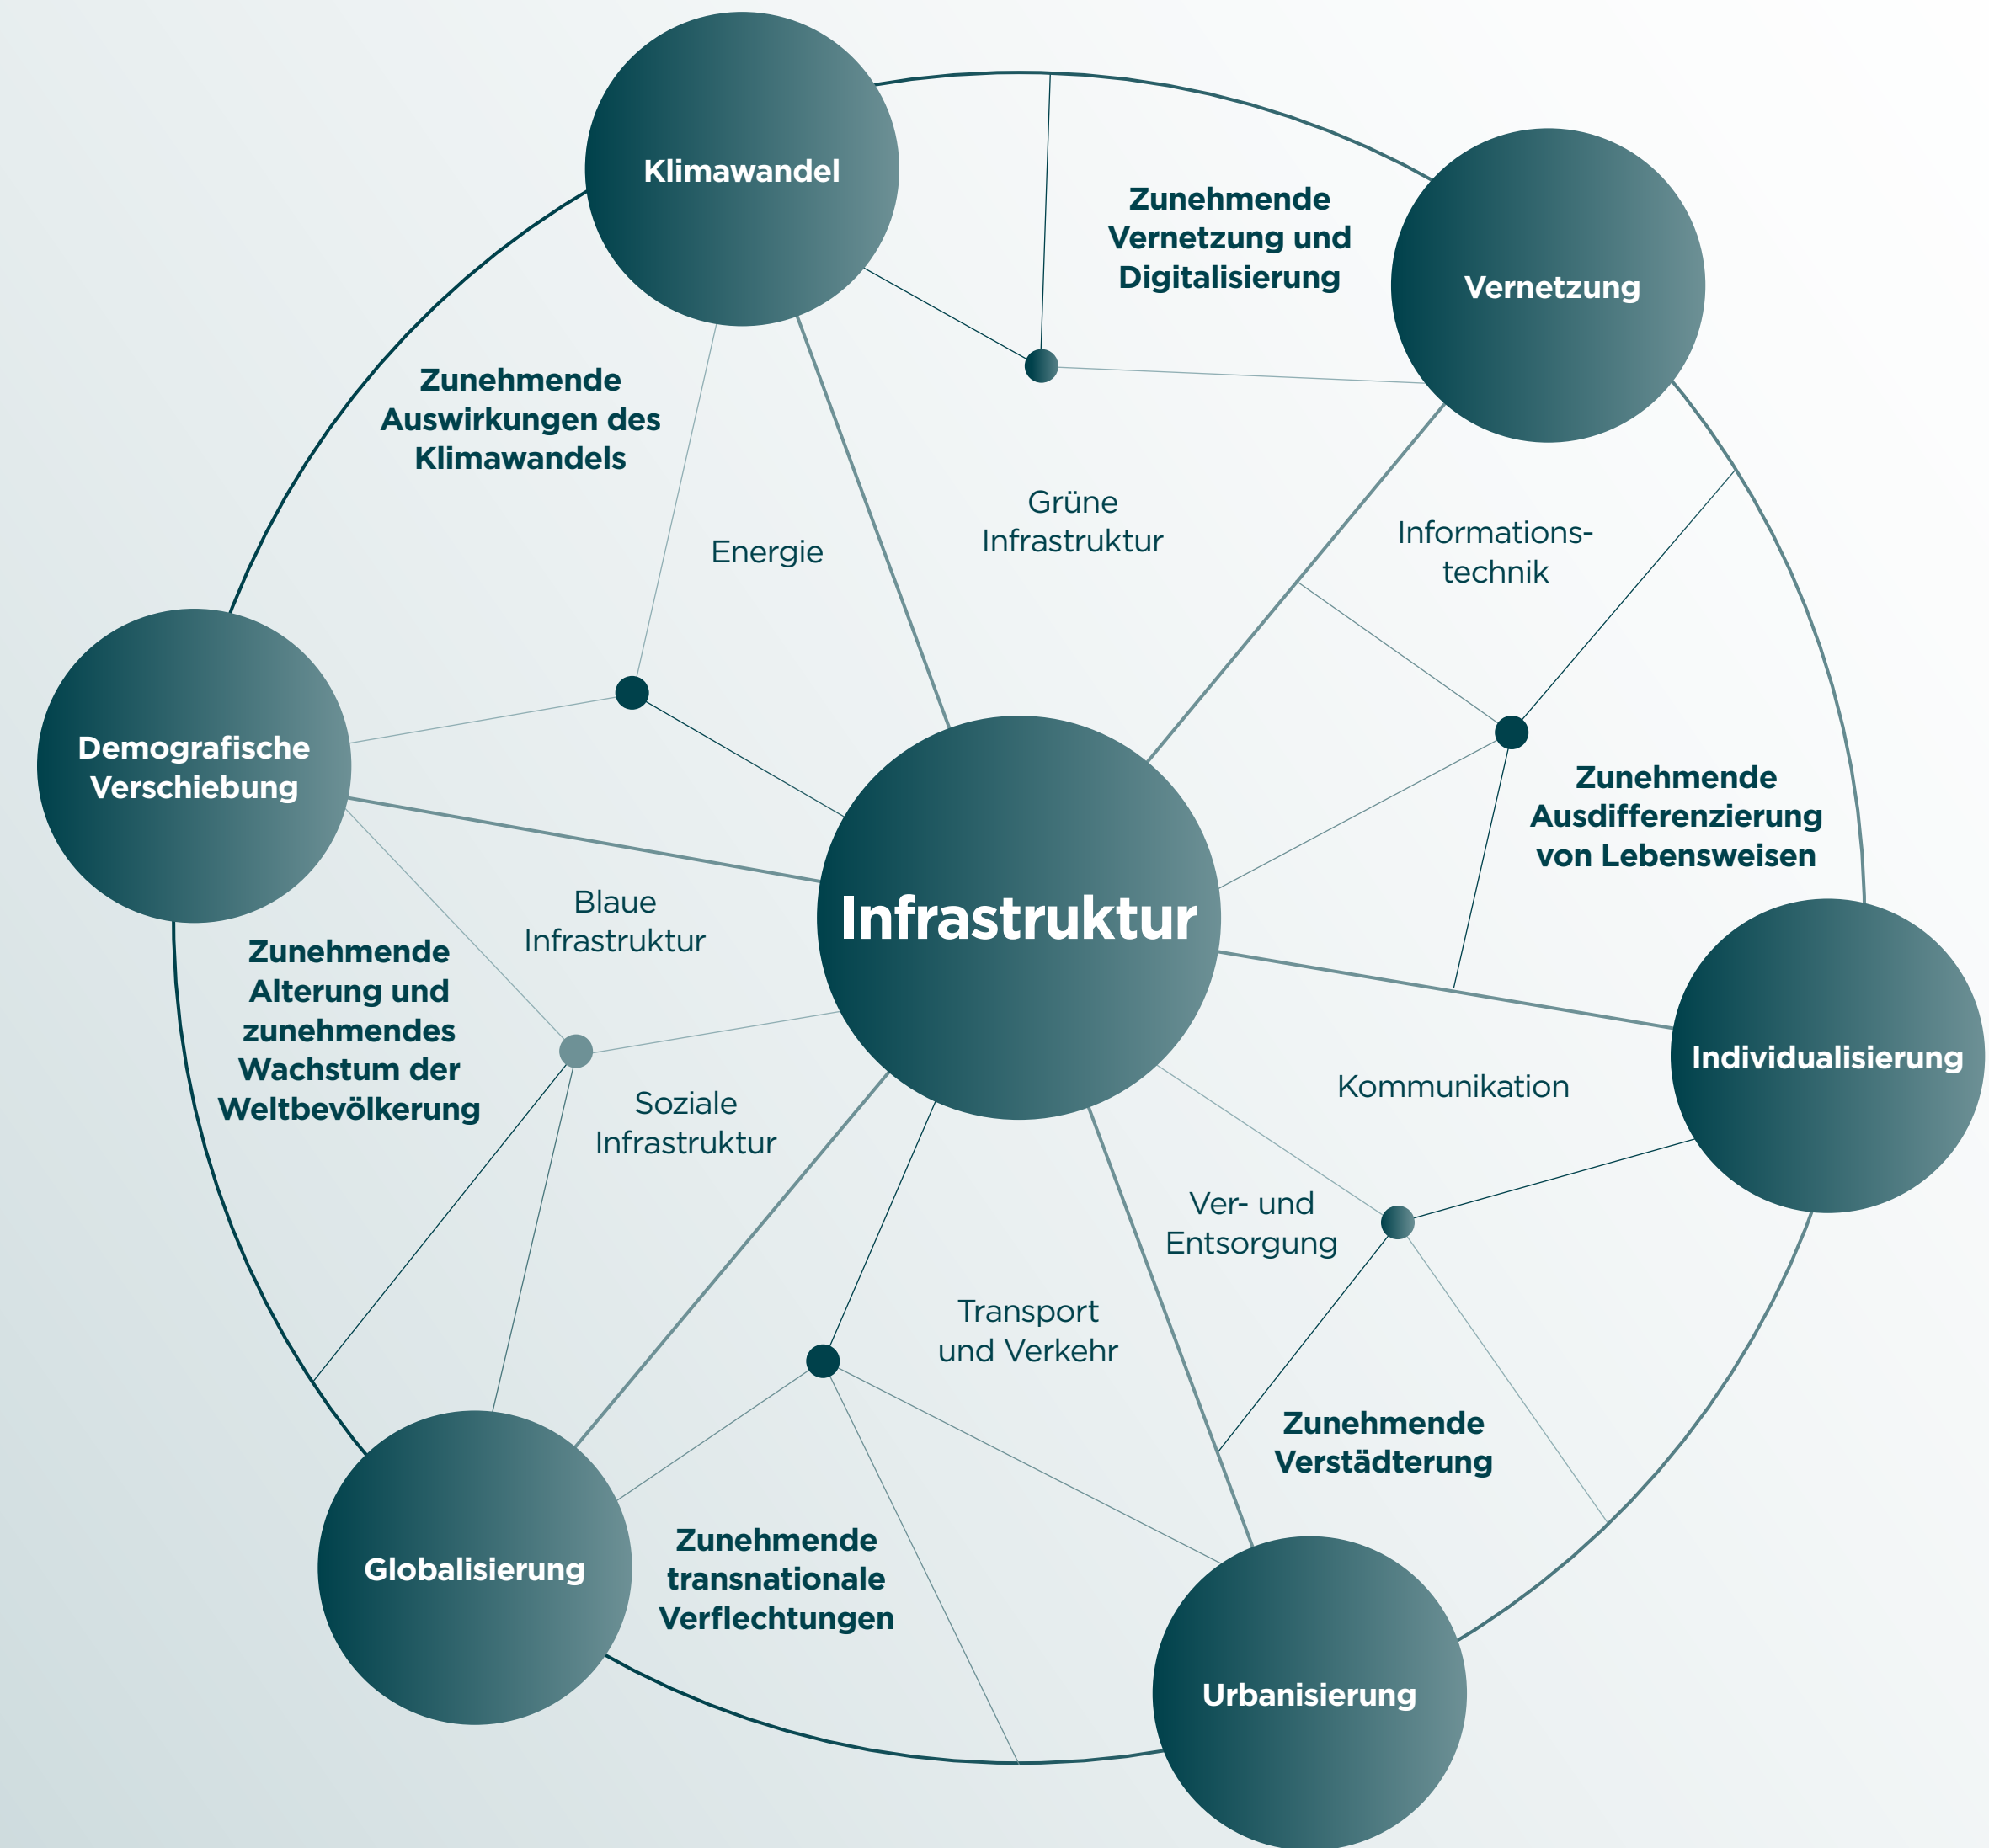 Klimawandel
Zunehmende
Vernetzung und
Digitalisierung
Vernetzung
Zunehmende
Auswirkungen des
Klimawandels
Energie
Grüne
Infrastruktur
Informations-
technik
Demografische
Verschiebung
Zunehmende
Ausdifferenzierung
von Lebensweisen
Infrastruktur
Blaue
Infrastruktur
Zunehmende
Alterung und
zunehmendes
Wachstum der
Weltbevölkerung
Soziale
Infrastruktur
Individualisierung
Kommunikation
Ver- und
Entsorgung
Transport
und Verkehr
Zunehmende
Verstädterung
Globalisierung
Zunehmende
transnationale
Verflechtungen
Urbanisierung